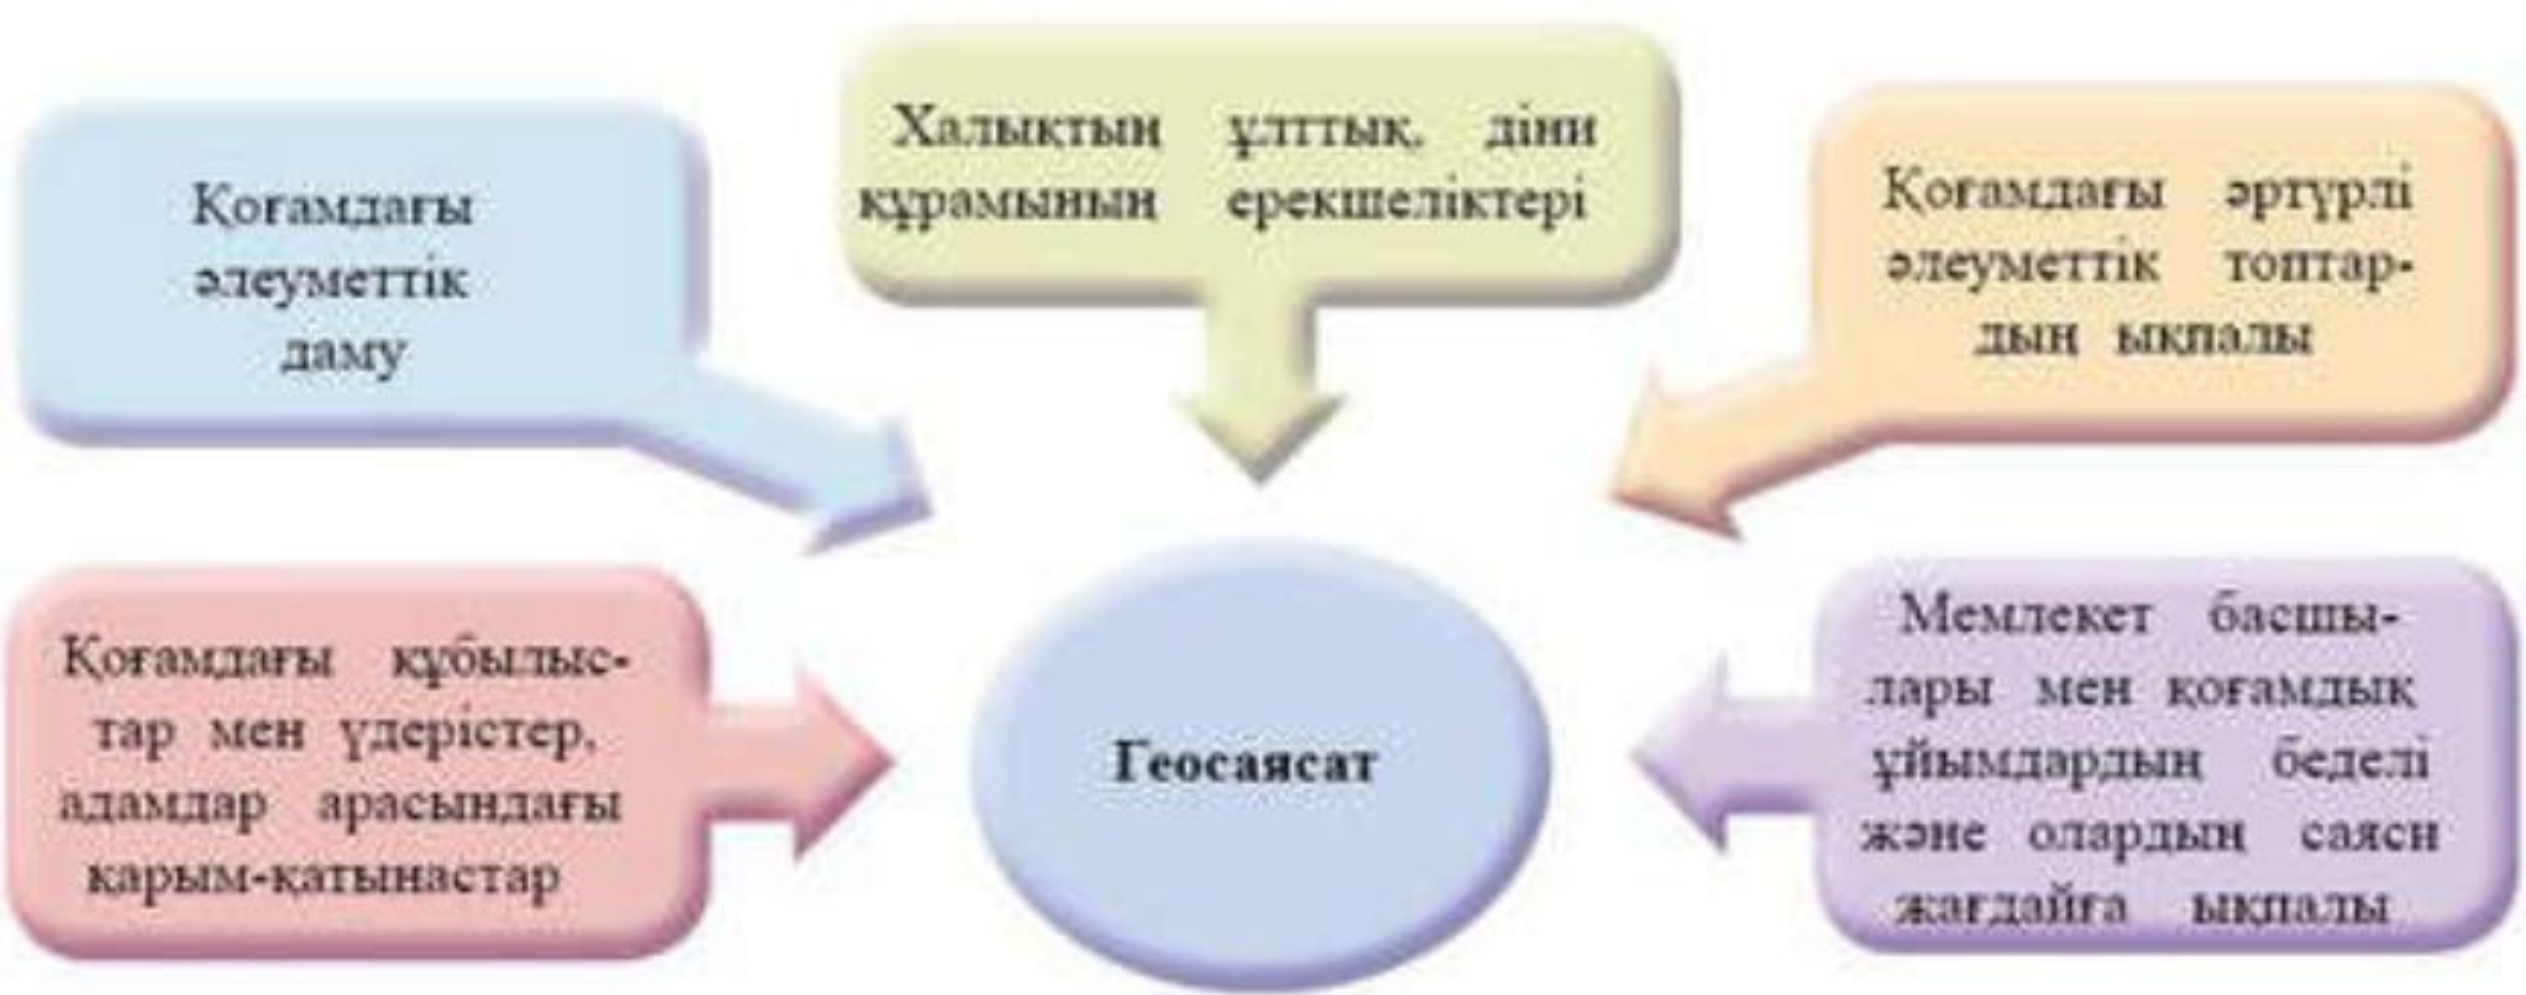 Қоғамдағы
әлеуметтік
даму
Халықтың ұлттық, діни
құрамының ерекшеліктері
Қоғамдағы әртүрлі
әлеуметтік топтар-
дың ықпалы
Қоғамдағы құбылыс-
тар мен үдерістер,
адамдар арасындағы
қарым-қатынастар
Геосаясат
Мемлекет басшы-
лары мен қоғамдық
ұйымдардың беделі
және олардың саяси
жағдайға ықпалы